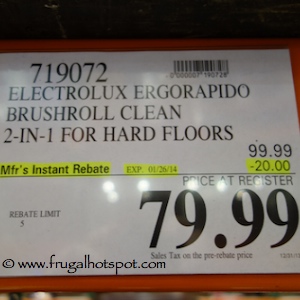 719072
ELECTROLUX ERGORAPIDO
BRUSHROLL CLEAN
2-IN-1 FOR HARD FLOORS
99.99
Mfr's Instant Rebate EXP. 01/26/14 -20.00
PRICE AT REGISTER
79.99
REBATE LIMIT
5
Sales Tax on the pre-rebate price
© www.frugalhotspot.com